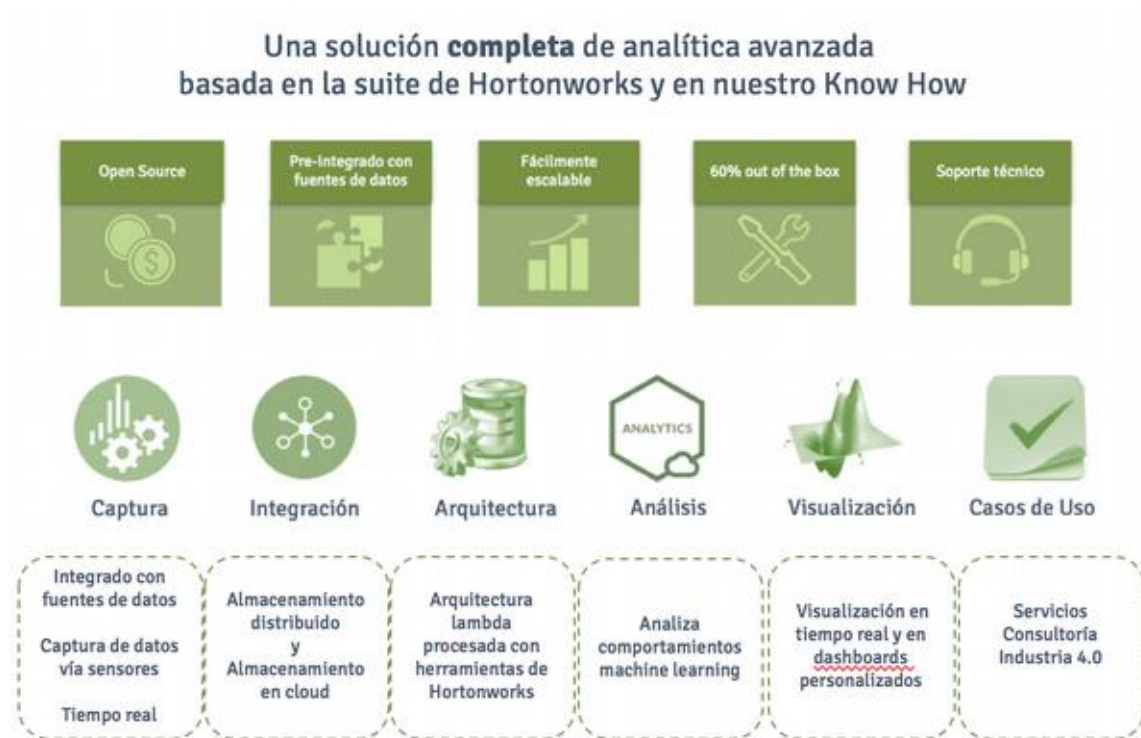 Una solución completa de analítica avanzada
basada en la suite de Hortonworks y en nuestro Know How
Open Source
Pre-integrado con
fuentes de datos
Fácilmente
escalable
60% out of the box
Soporte técnico
$
ANALYTICS
Captura
Integración
Arquitectura
Análisis
Visualización
Casos de Uso
Integrado con
fuentes de datos
Captura de datos
vía sensores
Tiempo real
Almacenamiento
distribuido
y
Almacenamiento
en cloud
Arquitectura
lambda
procesada con
herramientas de
Hortonworks
Analiza
comportamientos
machine learning
Visualización en
tiempo real y en
dashboards
personalizados
Servicios
Consultoría
Industria 4.0